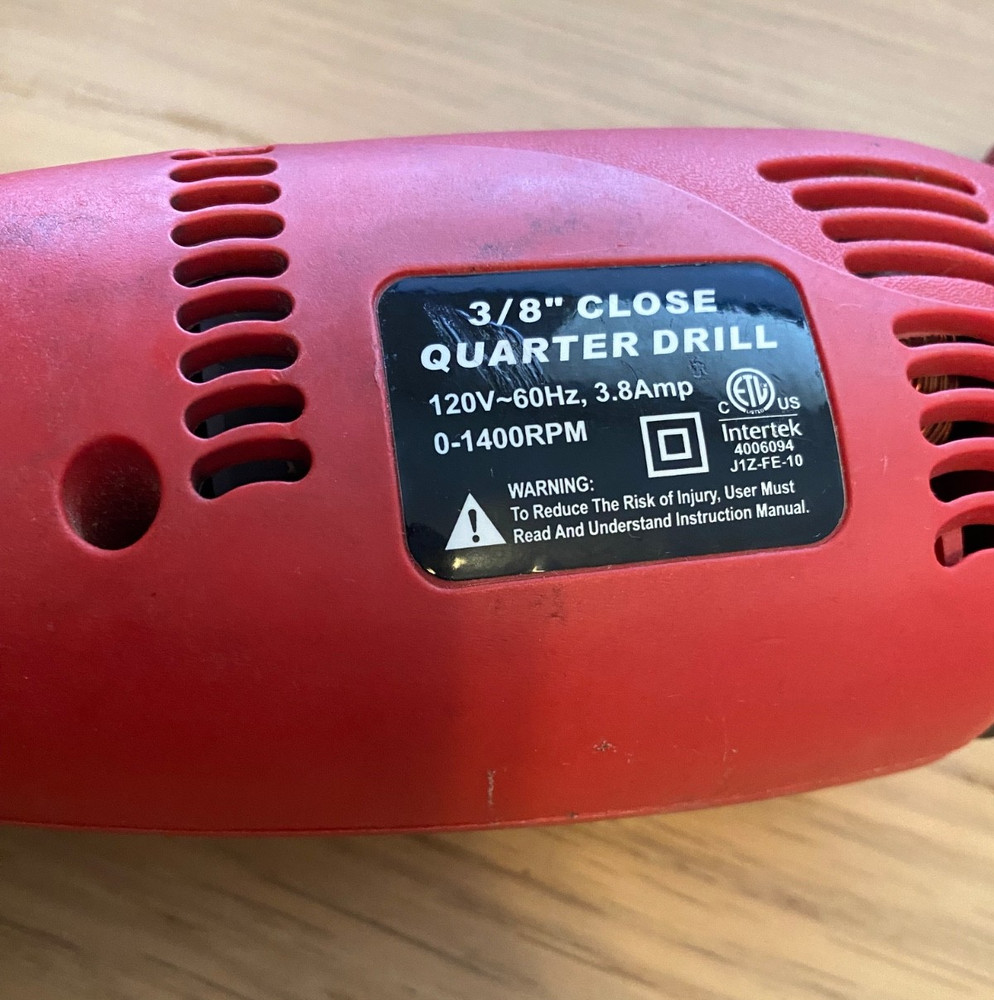 3/8" CLOSE
QUARTER DRILL
120V~60Hz, 3.8Amp
0-1400RPM
C ETL US
LISTED
Intertek
4006094
J1Z-FE-10
WARNING:
To Reduce The Risk of Injury, User Must
Read And Understand Instruction Manual.